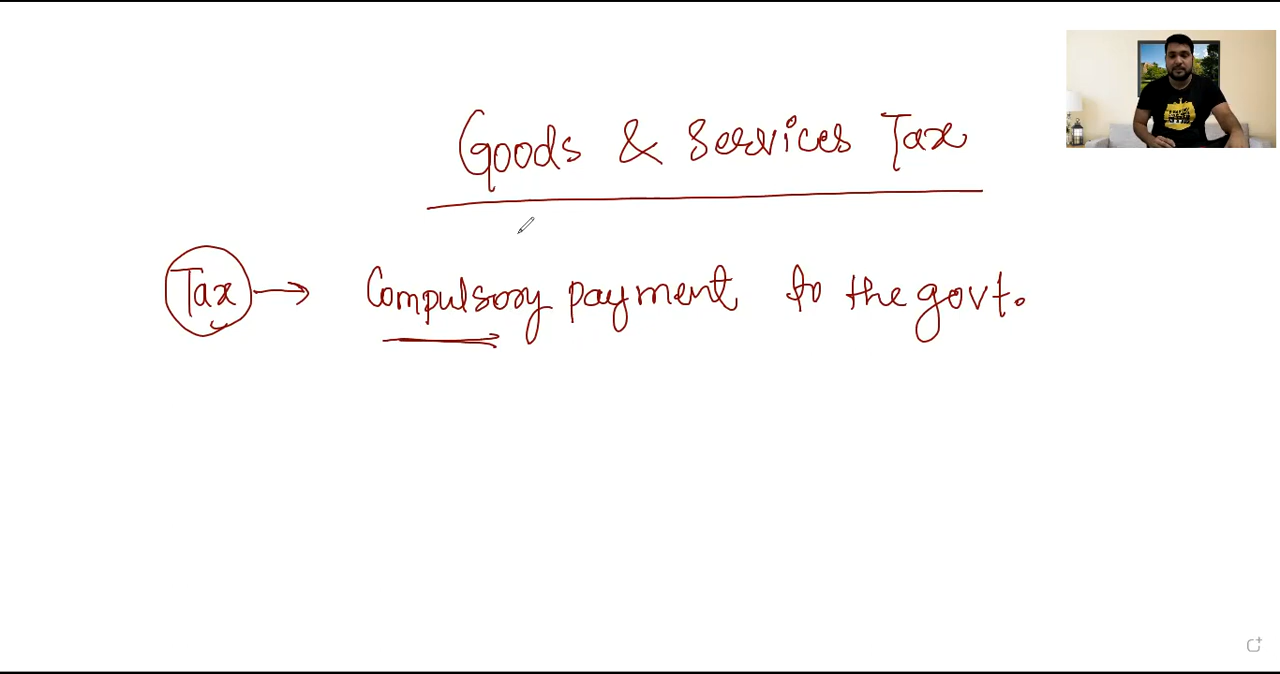 Goods & Services Tax
Tax → Compulsory payment to the govt.